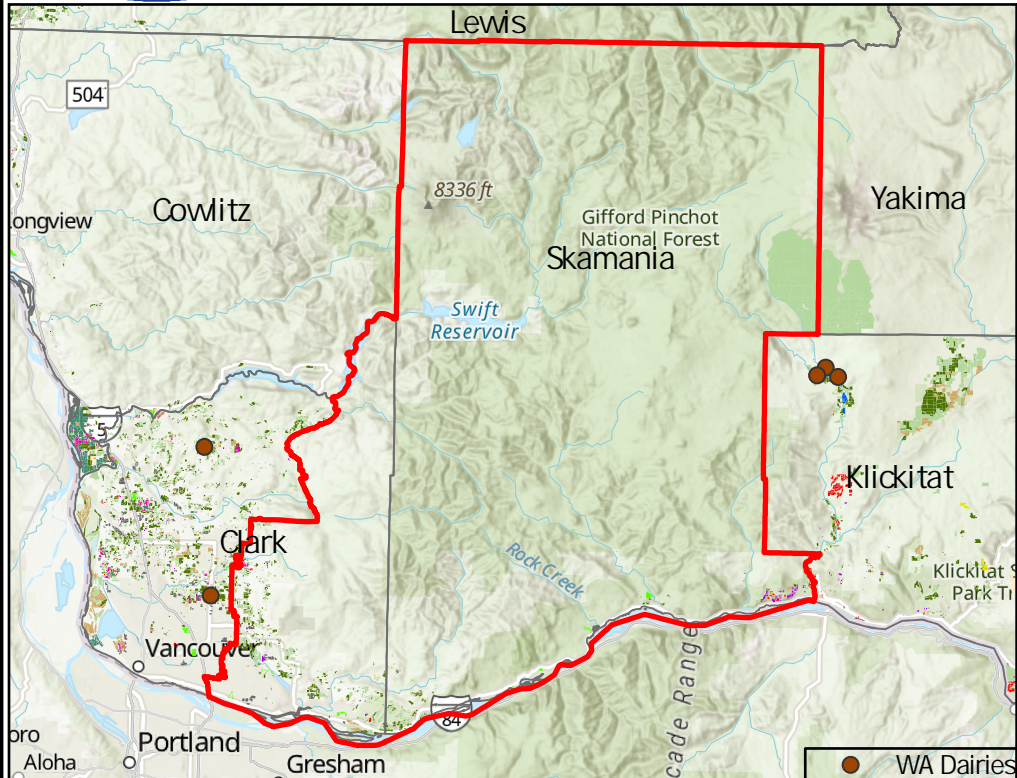 Lewis
504
8336 ft
Cowlitz
Yakima
ongview
Gifford Pinchot
National Forest
Skamania
Swift
Reservoir
5
Klickitat
Clark
Rock Creek
Klickitat S
Park Tr
Vancouver
cade Range
84
oro
Portland
Aloha
Gresham
WA Dairies